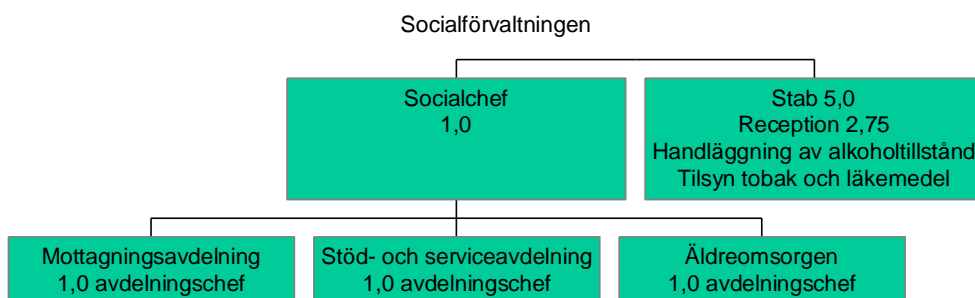 Socialförvaltningen
Socialchef
1,0
Stab 5,0
Reception 2,75
Handläggning av alkoholtillstånd
Tilsyn tobak och läkemedel
Mottagningsavdelning
1,0 avdelningschef
Stöd- och serviceavdelning
1,0 avdelningschef
Äldreomsorgen
1,0 avdelningschef